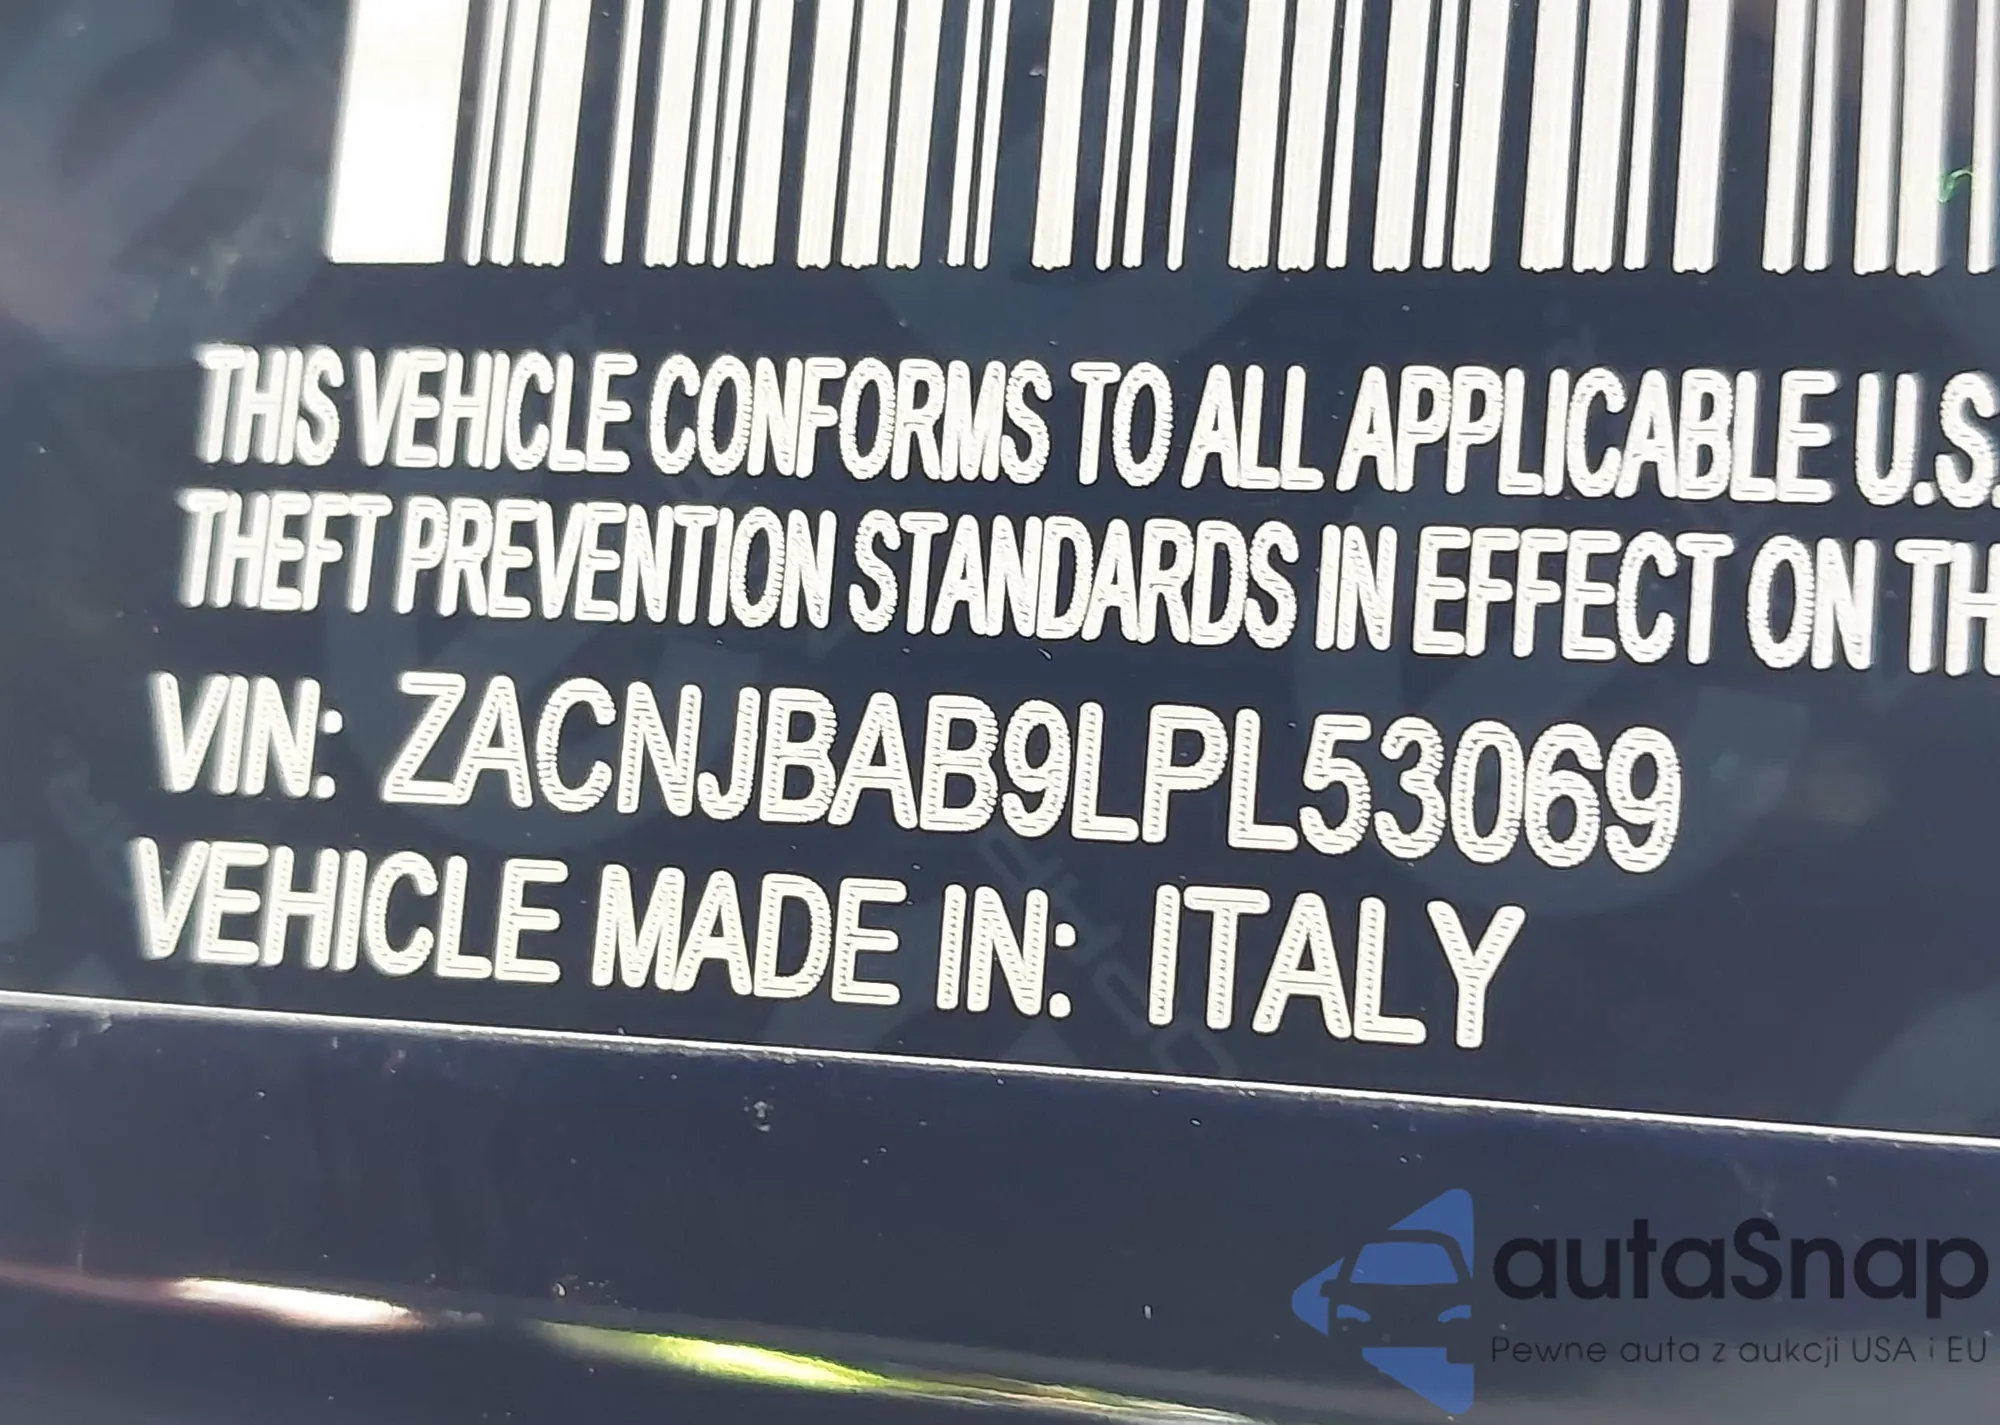 THIS VEHICLE CONFORMS TO ALL APPLICABLE U.S.
THEFT PREVENTION STANDARDS IN EFFECT ON TH
VIN: ZACNJBAB9LPL53069
VEHICLE MADE IN: ITALY
autaSnap
Pewne auta z aukcji USA i EU